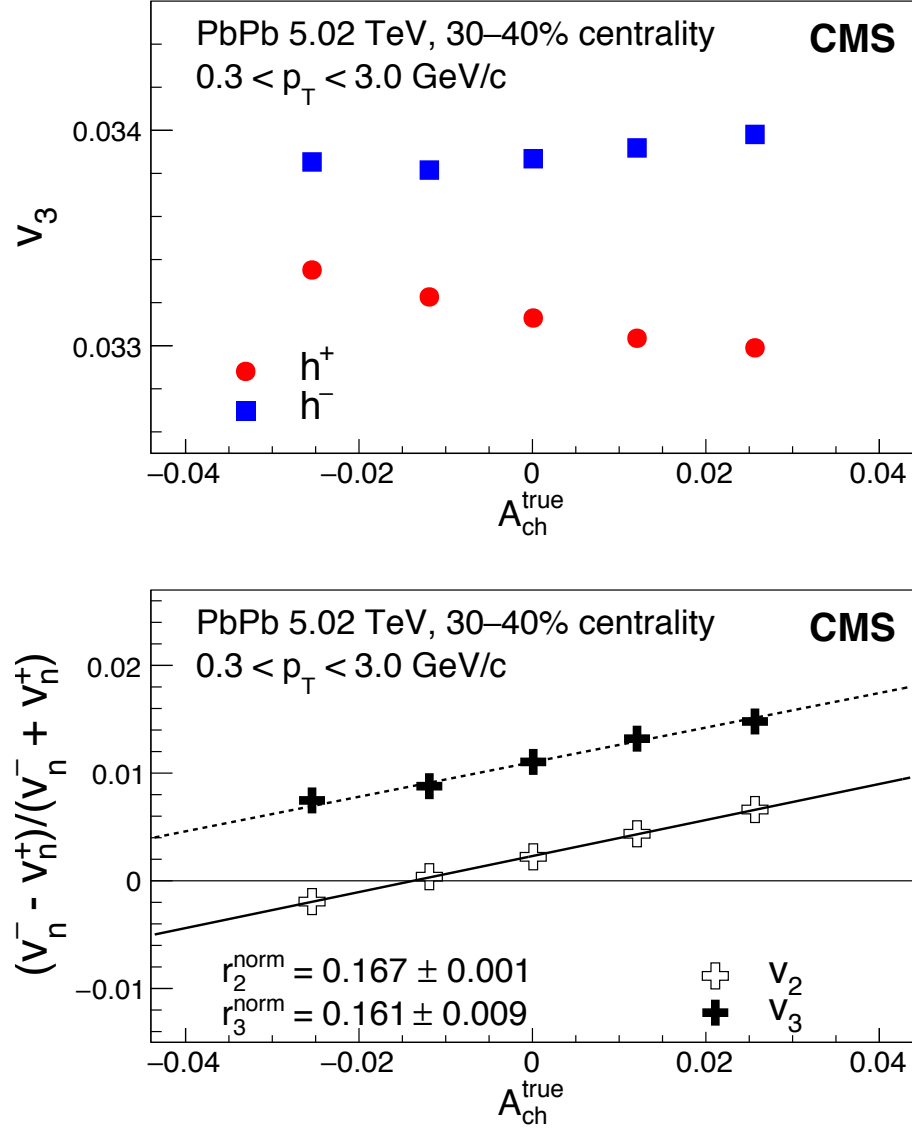 PbPb 5.02 TeV, 30–40% centrality CMS
0.3 < p_T < 3.0 GeV/c
0.034
v_3
0.033
h^+
h^−
−0.04 −0.02 0 0.02 0.04
A_ch^true
PbPb 5.02 TeV, 30–40% centrality CMS
0.3 < p_T < 3.0 GeV/c
0.02
0.01
(v_n^− - v_n^+)/(v_n^− + v_n^+)
0
−0.01
r_2^norm = 0.167 ± 0.001
r_3^norm = 0.161 ± 0.009
v_2
v_3
−0.04 −0.02 0 0.02 0.04
A_ch^true